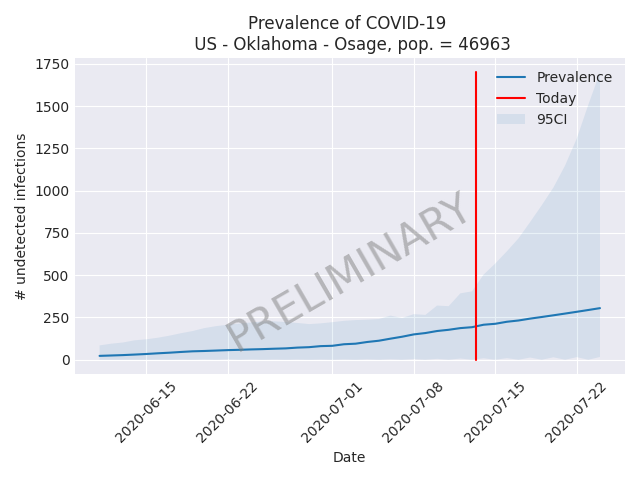 Prevalence of COVID-19
US - Oklahoma - Osage, pop. = 46963
# undetected infections
1750
1500
1250
1000
750
500
250
0
Prevalence
Today
95CI
PRELIMINARY
2020-06-15
2020-06-22
2020-07-01
2020-07-08
2020-07-15
2020-07-22
Date